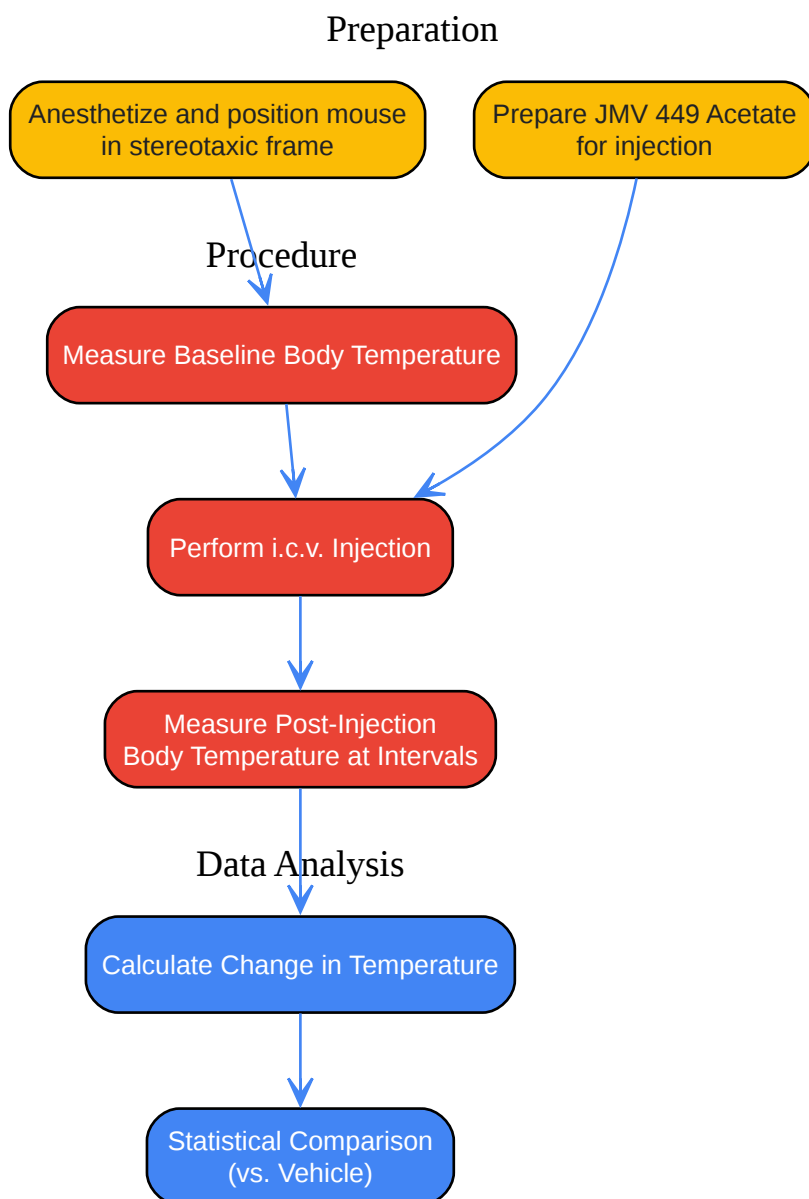 Preparation
Anesthetize and position mouse
in stereotaxic frame
Prepare JMV 449 Acetate
for injection
Procedure
Measure Baseline Body Temperature
Perform i.c.v. Injection
Measure Post-Injection
Body Temperature at Intervals
Data Analysis
Calculate Change in Temperature
Statistical Comparison
(vs. Vehicle)